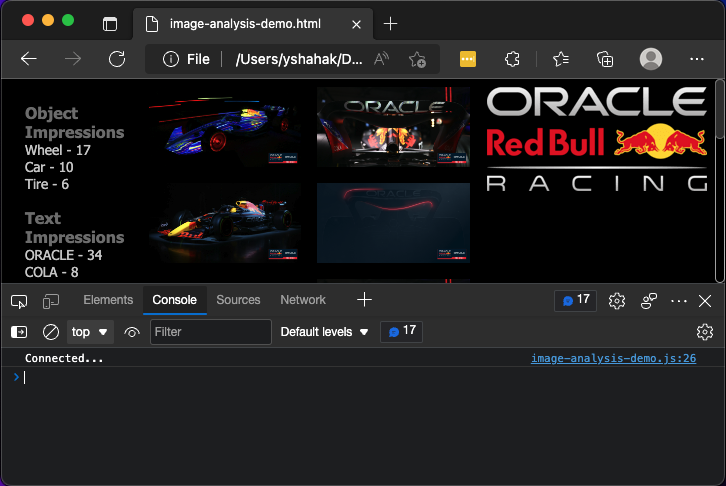 image-analysis-demo.html
File
/Users/yshahak/D...
Object
Impressions
Wheel - 17
Car - 10
Tire - 6
Text
Impressions
ORACLE - 34
COLA - 8
ORACLE
ORACLE
Red Bull
RACING
Elements
Console
Sources
Network
17
top
Filter
Default levels
17
Connected...
image-analysis-demo.js:26